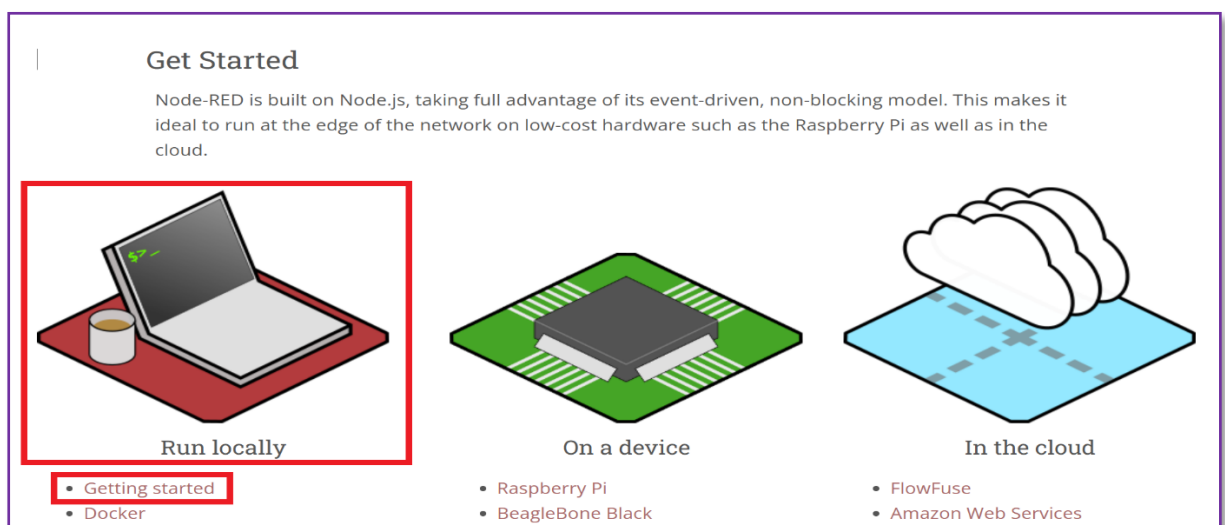 Get Started
Node-RED is built on Node.js, taking full advantage of its event-driven, non-blocking model. This makes it
ideal to run at the edge of the network on low-cost hardware such as the Raspberry Pi as well as in the
cloud.
$>_
Run locally
Getting started
Docker
On a device
Raspberry Pi
BeagleBone Black
In the cloud
FlowFuse
Amazon Web Services